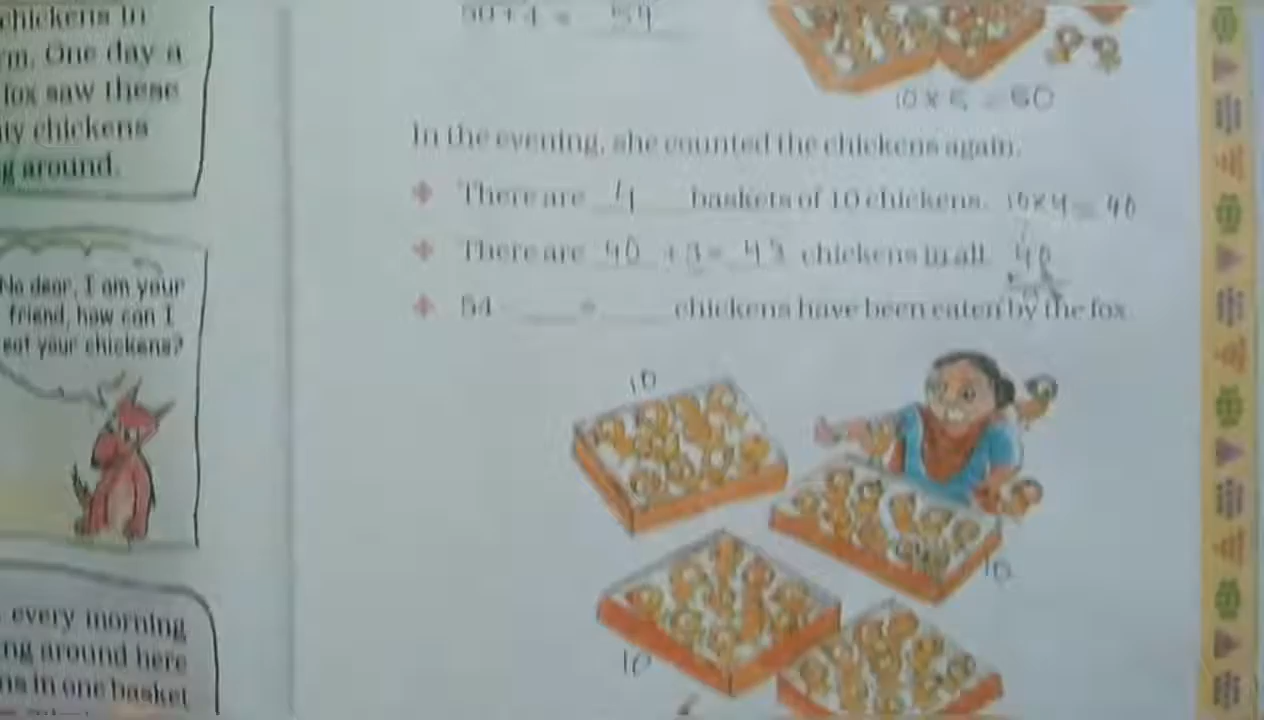 chickens in
One day a
fox saw these
chickens
g around.
No dear, I am your
friend, how can I
eat your chickens?
every morning
ng around here
ns in one basket
50 + 4 = 54
10 × 5 = 50
In the evening, she counted the chickens again.
There are 4 baskets of 10 chickens. 10×4 = 40
There are 40 + 3 = 43 chickens in all. 40
54 ____ = ____ chickens have been eaten by the fox.
10
10
10